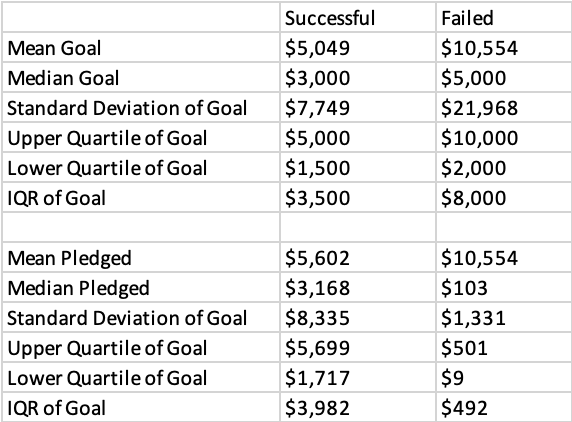 Successful Failed
Mean Goal $5,049 $10,554
Median Goal $3,000 $5,000
Standard Deviation of Goal $7,749 $21,968
Upper Quartile of Goal $5,000 $10,000
Lower Quartile of Goal $1,500 $2,000
IQR of Goal $3,500 $8,000
Mean Pledged $5,602 $10,554
Median Pledged $3,168 $103
Standard Deviation of Goal $8,335 $1,331
Upper Quartile of Goal $5,699 $501
Lower Quartile of Goal $1,717 $9
IQR of Goal $3,982 $492